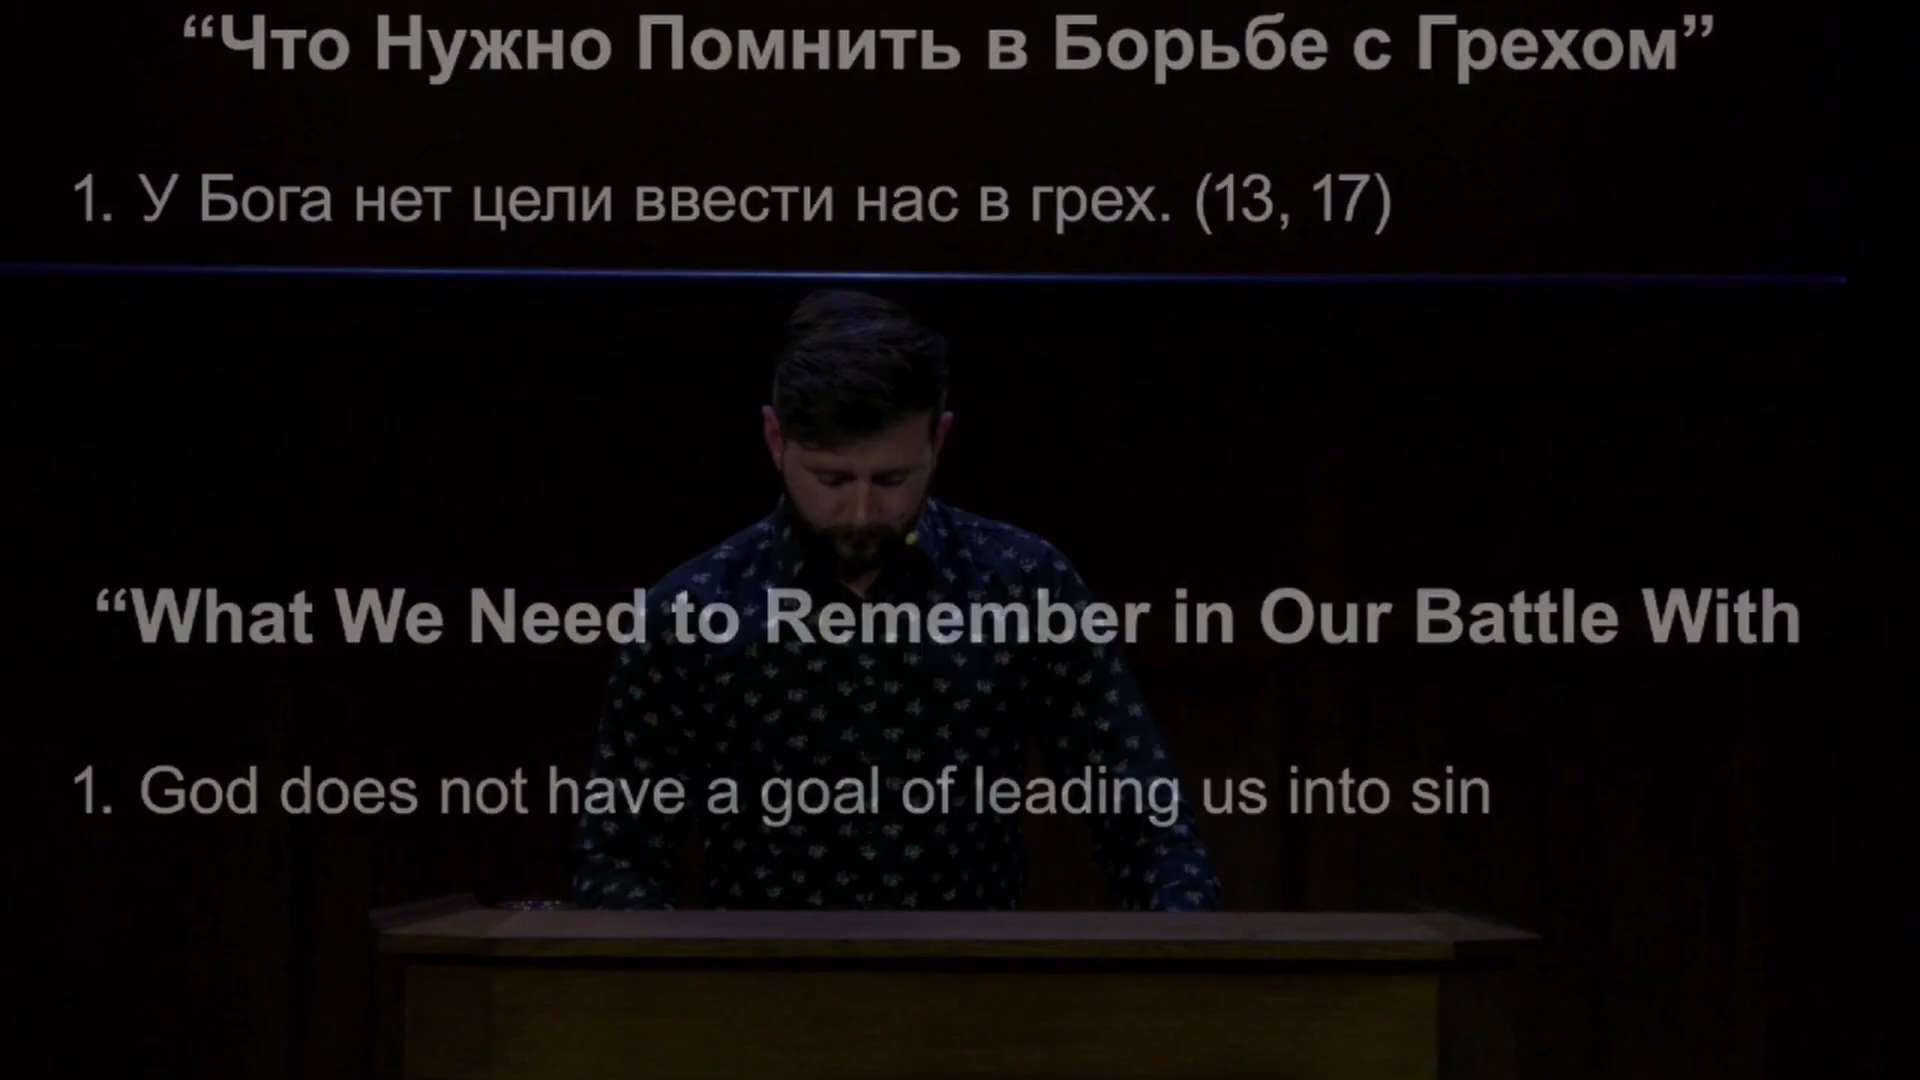 “Что Нужно Помнить в Борьбе с Грехом”
1. У Бога нет цели ввести нас в грех. (13, 17)
“What We Need to Remember in Our Battle With
1. God does not have a goal of leading us into sin